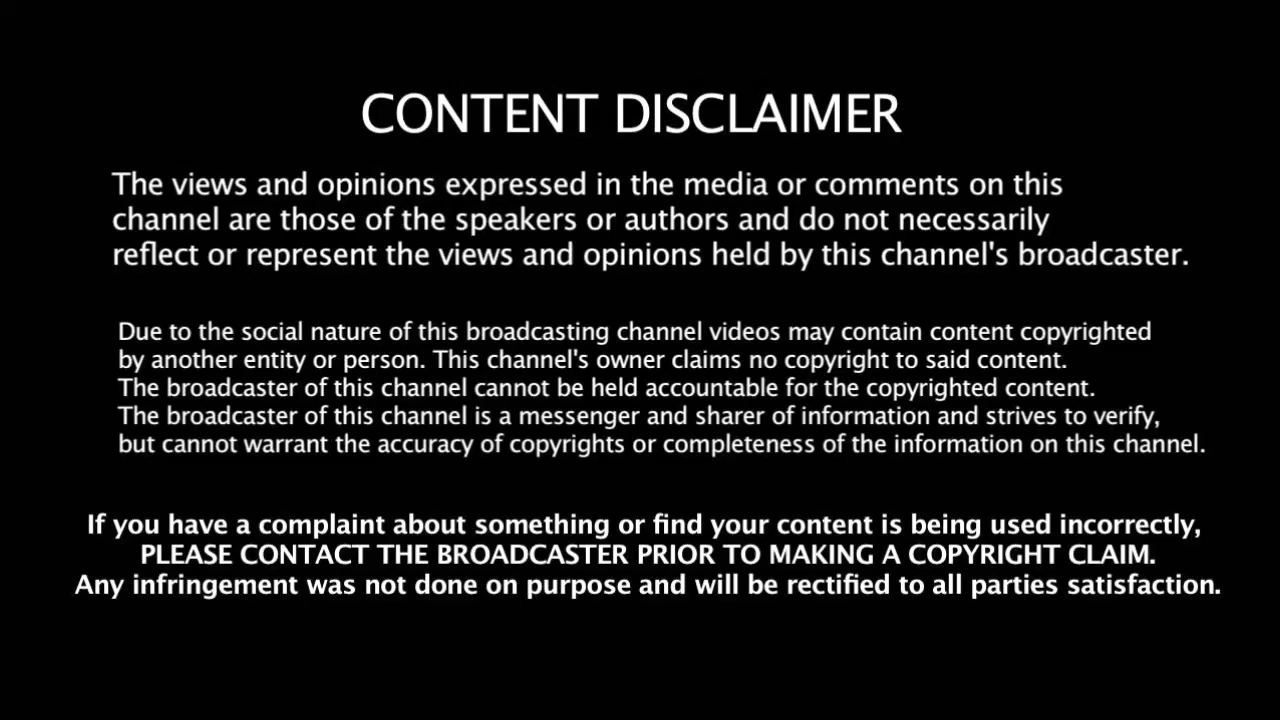 CONTENT DISCLAIMER
The views and opinions expressed in the media or comments on this
channel are those of the speakers or authors and do not necessarily
reflect or represent the views and opinions held by this channel's broadcaster.
Due to the social nature of this broadcasting channel videos may contain content copyrighted
by another entity or person. This channel's owner claims no copyright to said content.
The broadcaster of this channel cannot be held accountable for the copyrighted content.
The broadcaster of this channel is a messenger and sharer of information and strives to verify,
but cannot warrant the accuracy of copyrights or completeness of the information on this channel.
If you have a complaint about something or find your content is being used incorrectly,
PLEASE CONTACT THE BROADCASTER PRIOR TO MAKING A COPYRIGHT CLAIM.
Any infringement was not done on purpose and will be rectified to all parties satisfaction.